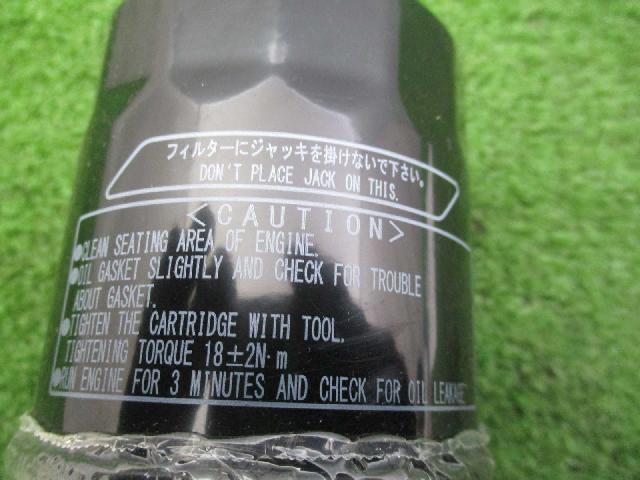 フィルターにジャッキを掛けないで下さい。
DON'T PLACE JACK ON THIS.
<CAUTION>
●CLEAN SEATING AREA OF ENGINE.
●OIL GASKET SLIGHTLY AND CHECK FOR TROUBLE
ABOUT GASKET.
●TIGHTEN THE CARTRIDGE WITH TOOL.
TIGHTENING TORQUE 18±2N·m
●RUN ENGINE FOR 3 MINUTES AND CHECK FOR OIL LEAKAGE